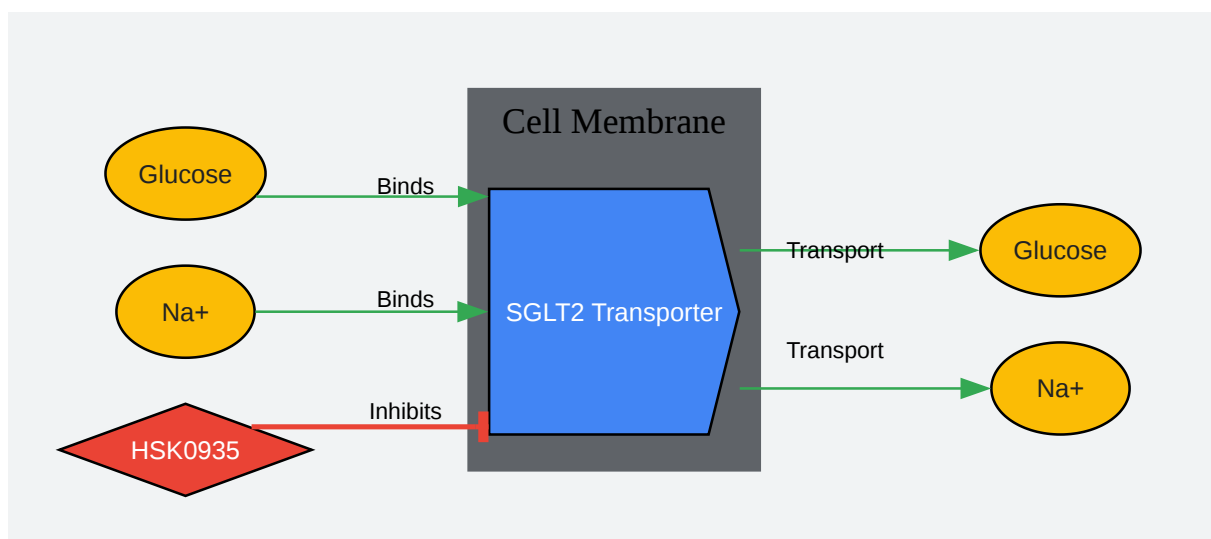 Cell Membrane
Glucose
Binds
Na+
Binds
HSK0935
Inhibits
SGLT2 Transporter
Transport
Glucose
Transport
Na+